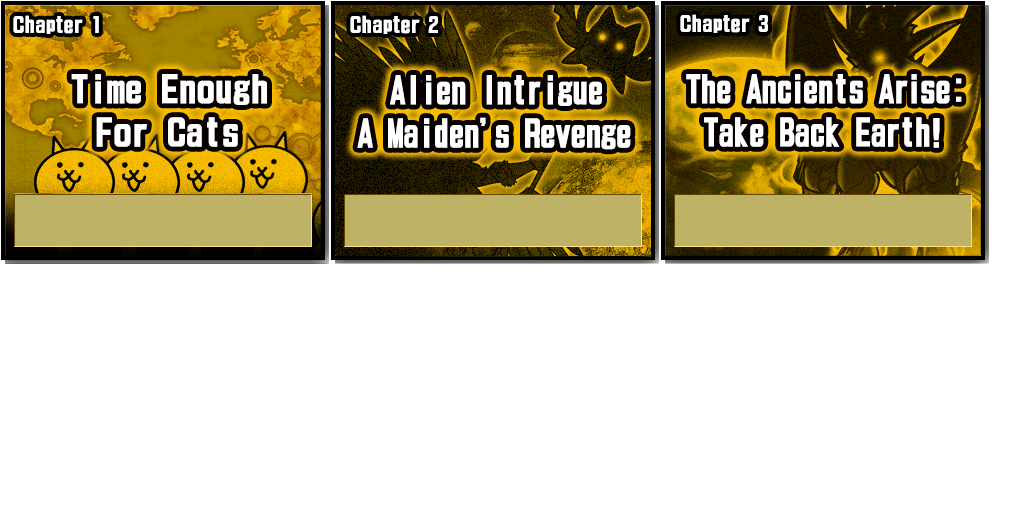 Chapter 1
Time Enough
For Cats
Chapter 2
Alien Intrigue
A Maiden's Revenge
Chapter 3
The Ancients Arise:
Take Back Earth!